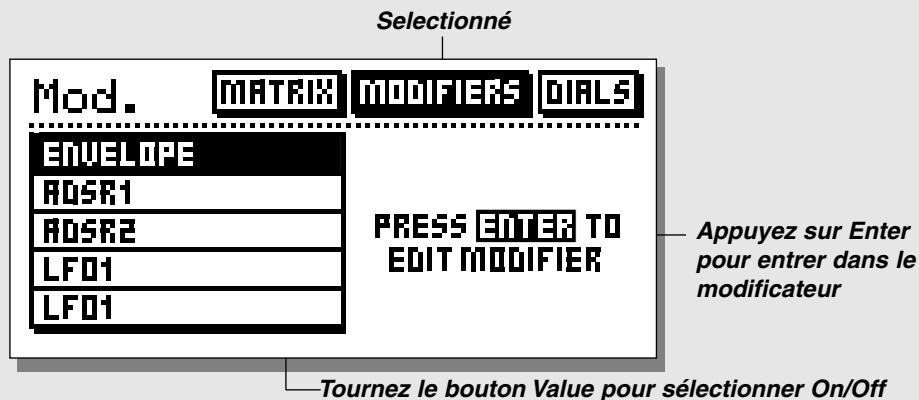 Selectionné
Mod. MATRIX MODIFIERS DIALS
ENVELOPE
ADSR1
ADSR2
LFO1
LFO1
PRESS ENTER TO
EDIT MODIFIER
Appuyez sur Enter
pour entrer dans le
modificateur
Tournez le bouton Value pour sélectionner On/Off